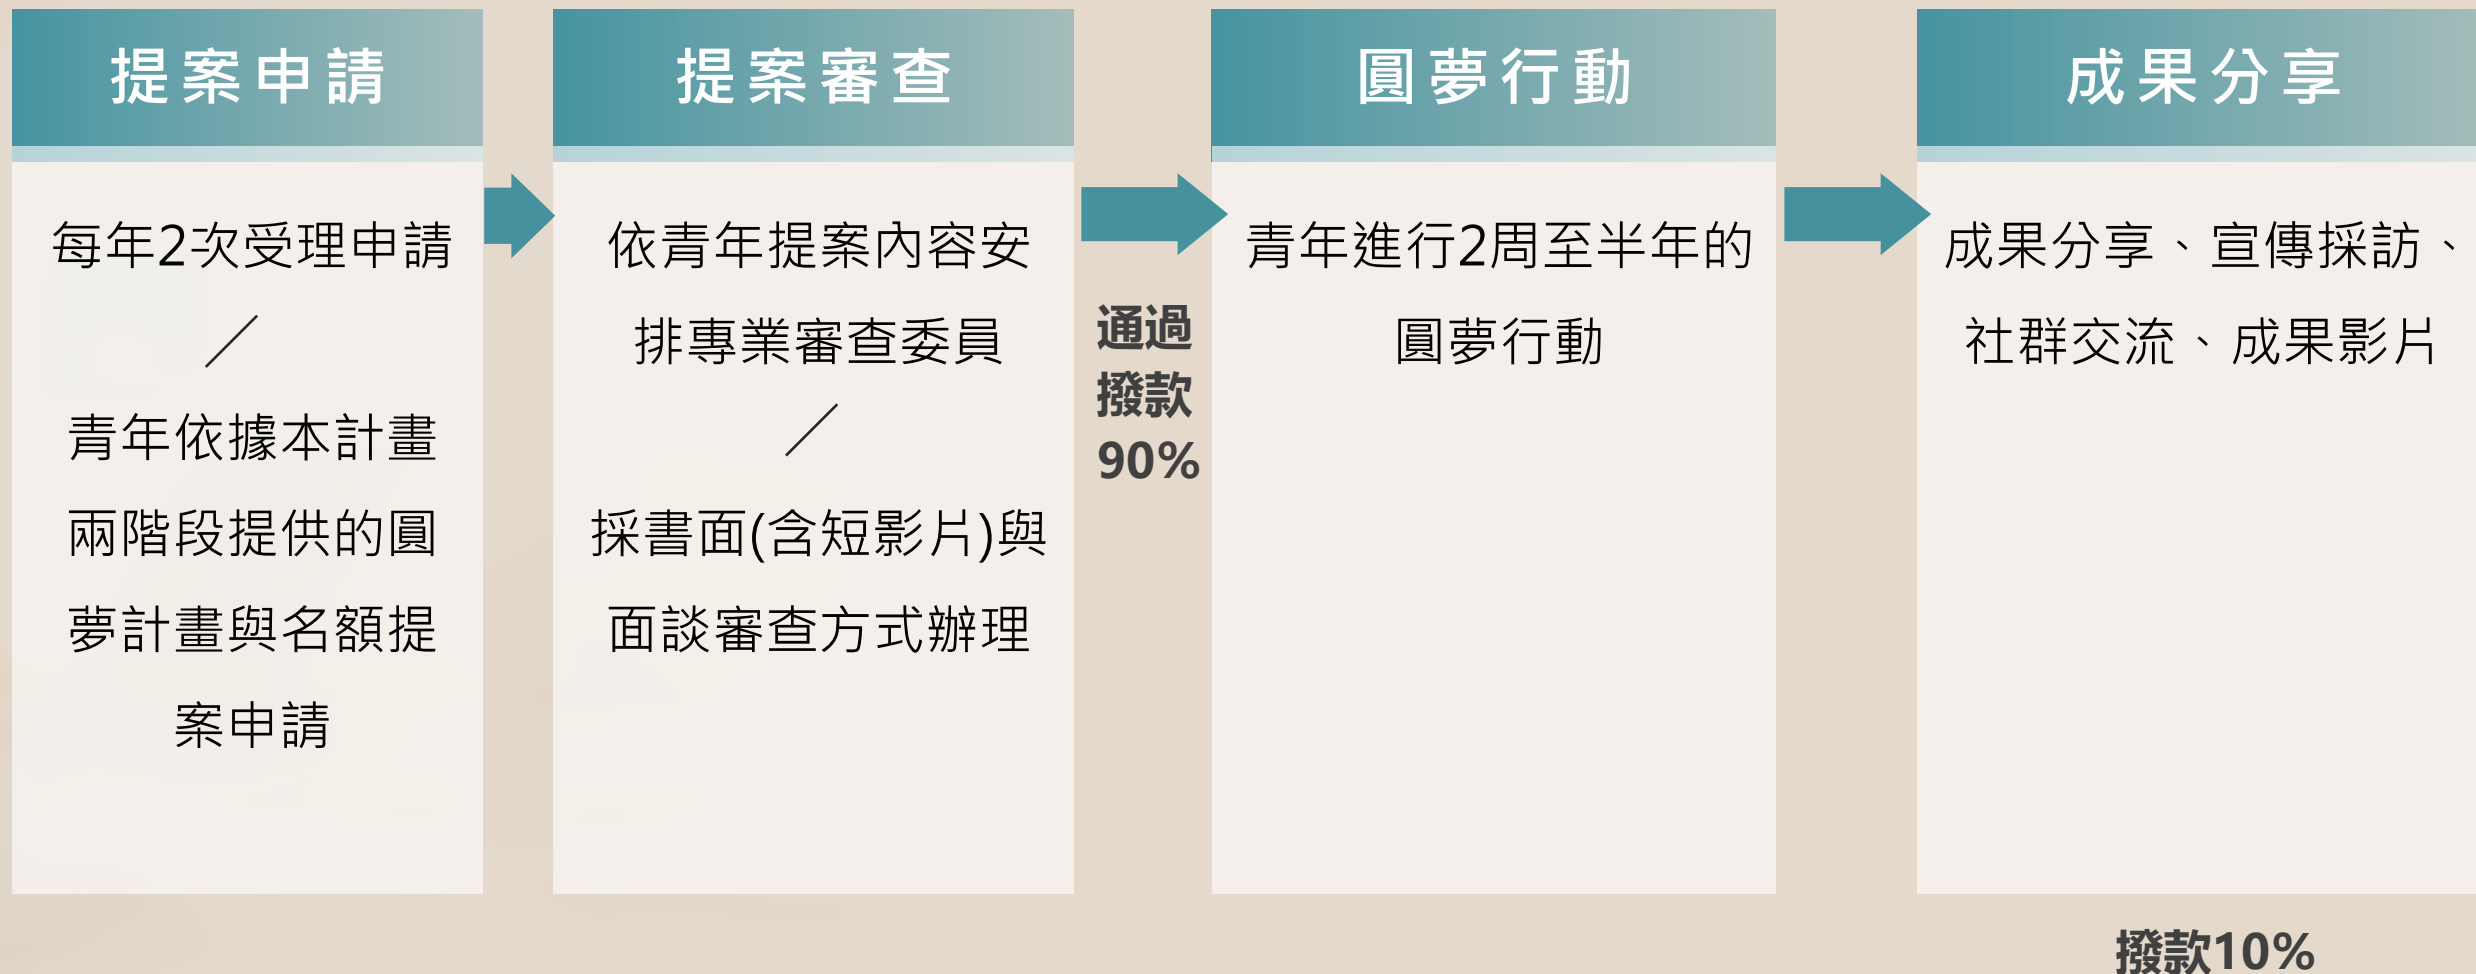 提案申請
每年2次受理申請
／
青年依據本計畫
兩階段提供的圓
夢計畫與名額提
案申請
提案審查
依青年提案內容安
排專業審查委員
／
採書面(含短影片)與
面談審查方式辦理
通過
撥款
90%
圓夢行動
青年進行2周至半年的
圓夢行動
成果分享
成果分享、宣傳採訪、
社群交流、成果影片
撥款10%